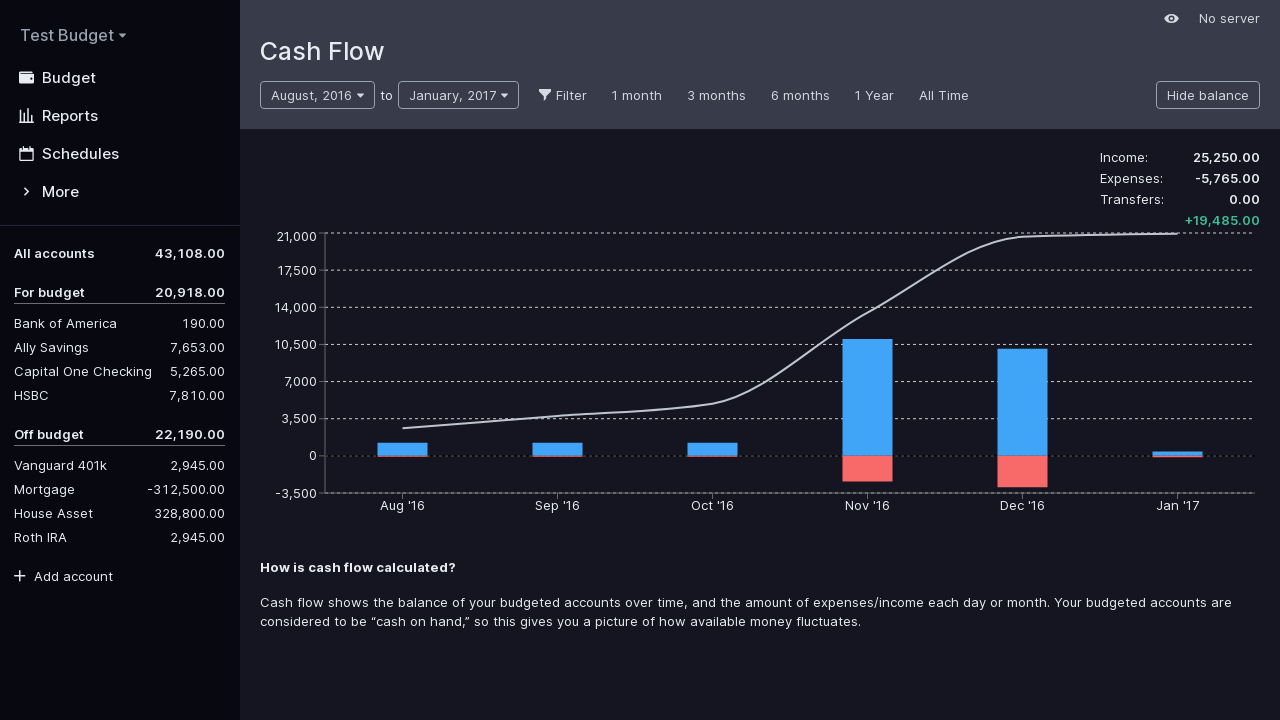 Test Budget
Budget
Reports
Schedules
More
All accounts 43,108.00
For budget 20,918.00
Bank of America 190.00
Ally Savings 7,653.00
Capital One Checking 5,265.00
HSBC 7,810.00
Off budget 22,190.00
Vanguard 401k 2,945.00
Mortgage -312,500.00
House Asset 328,800.00
Roth IRA 2,945.00
Add account
No server
Cash Flow
August, 2016 to January, 2017 Filter 1 month 3 months 6 months 1 Year All Time Hide balance
Income: 25,250.00
Expenses: -5,765.00
Transfers: 0.00
+19,485.00
21,000
17,500
14,000
10,500
7,000
3,500
0
-3,500
Aug '16 Sep '16 Oct '16 Nov '16 Dec '16 Jan '17
How is cash flow calculated?
Cash flow shows the balance of your budgeted accounts over time, and the amount of expenses/income each day or month. Your budgeted accounts are
considered to be “cash on hand,” so this gives you a picture of how available money fluctuates.